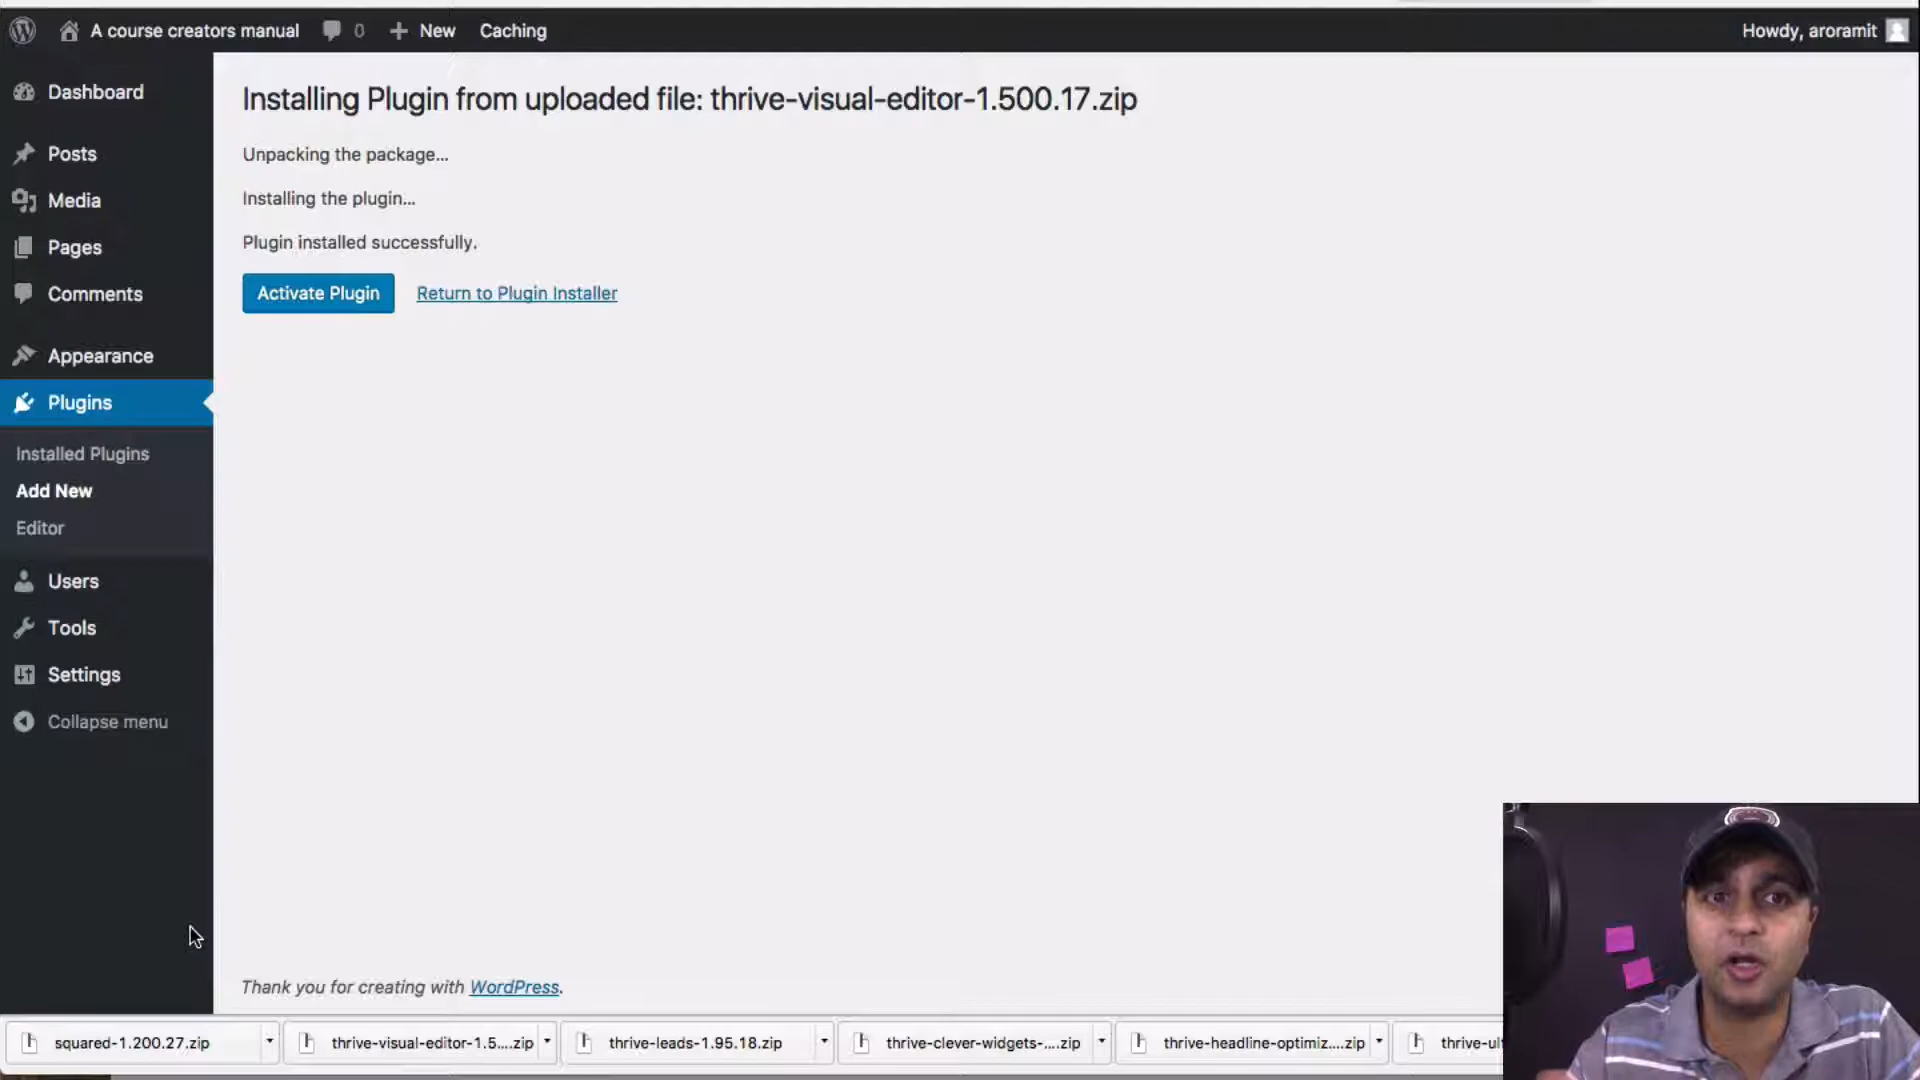 A course creators manual 0 New Caching Howdy, aroramit
Dashboard
Posts
Media
Pages
Comments
Appearance
Plugins
Installed Plugins
Add New
Editor
Users
Tools
Settings
Collapse menu
Installing Plugin from uploaded file: thrive-visual-editor-1.500.17.zip
Unpacking the package...
Installing the plugin...
Plugin installed successfully.
Activate Plugin Return to Plugin Installer
Thank you for creating with WordPress.
squared-1.200.27.zip thrive-visual-editor-1.5....zip thrive-leads-1.95.18.zip thrive-clever-widgets-....zip thrive-headline-optimiz....zip thrive-ul